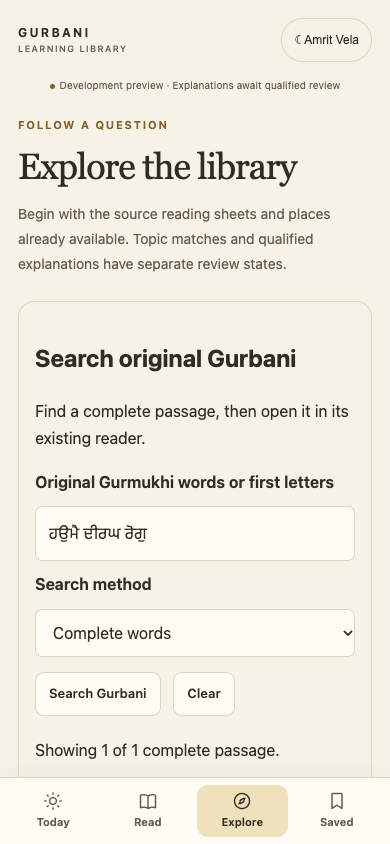 GURBANI
LEARNING LIBRARY
☾ Amrit Vela
Development preview · Explanations await qualified review
FOLLOW A QUESTION
Explore the library
Begin with the source reading sheets and places
already available. Topic matches and qualified
explanations have separate review states.
Search original Gurbani
Find a complete passage, then open it in its
existing reader.
Original Gurmukhi words or first letters
ਹਉਮੈ ਦੀਰਘ ਰੋਗੁ
Search method
Complete words
Search Gurbani
Clear
Showing 1 of 1 complete passage.
Today
Read
Explore
Saved